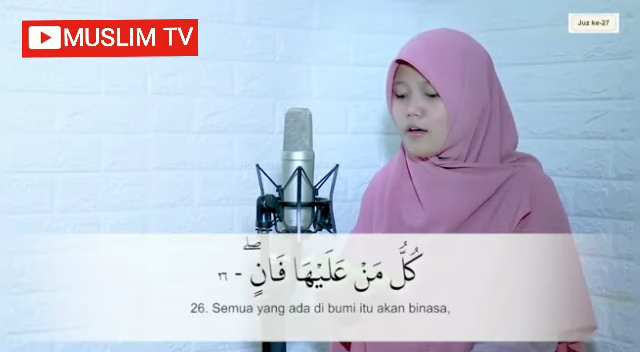 MUSLIM TV
Juz ke-27
كُلُّ مَنْ عَلَيْهَا فَانٍۖ - ٢٦
26. Semua yang ada di bumi itu akan binasa,